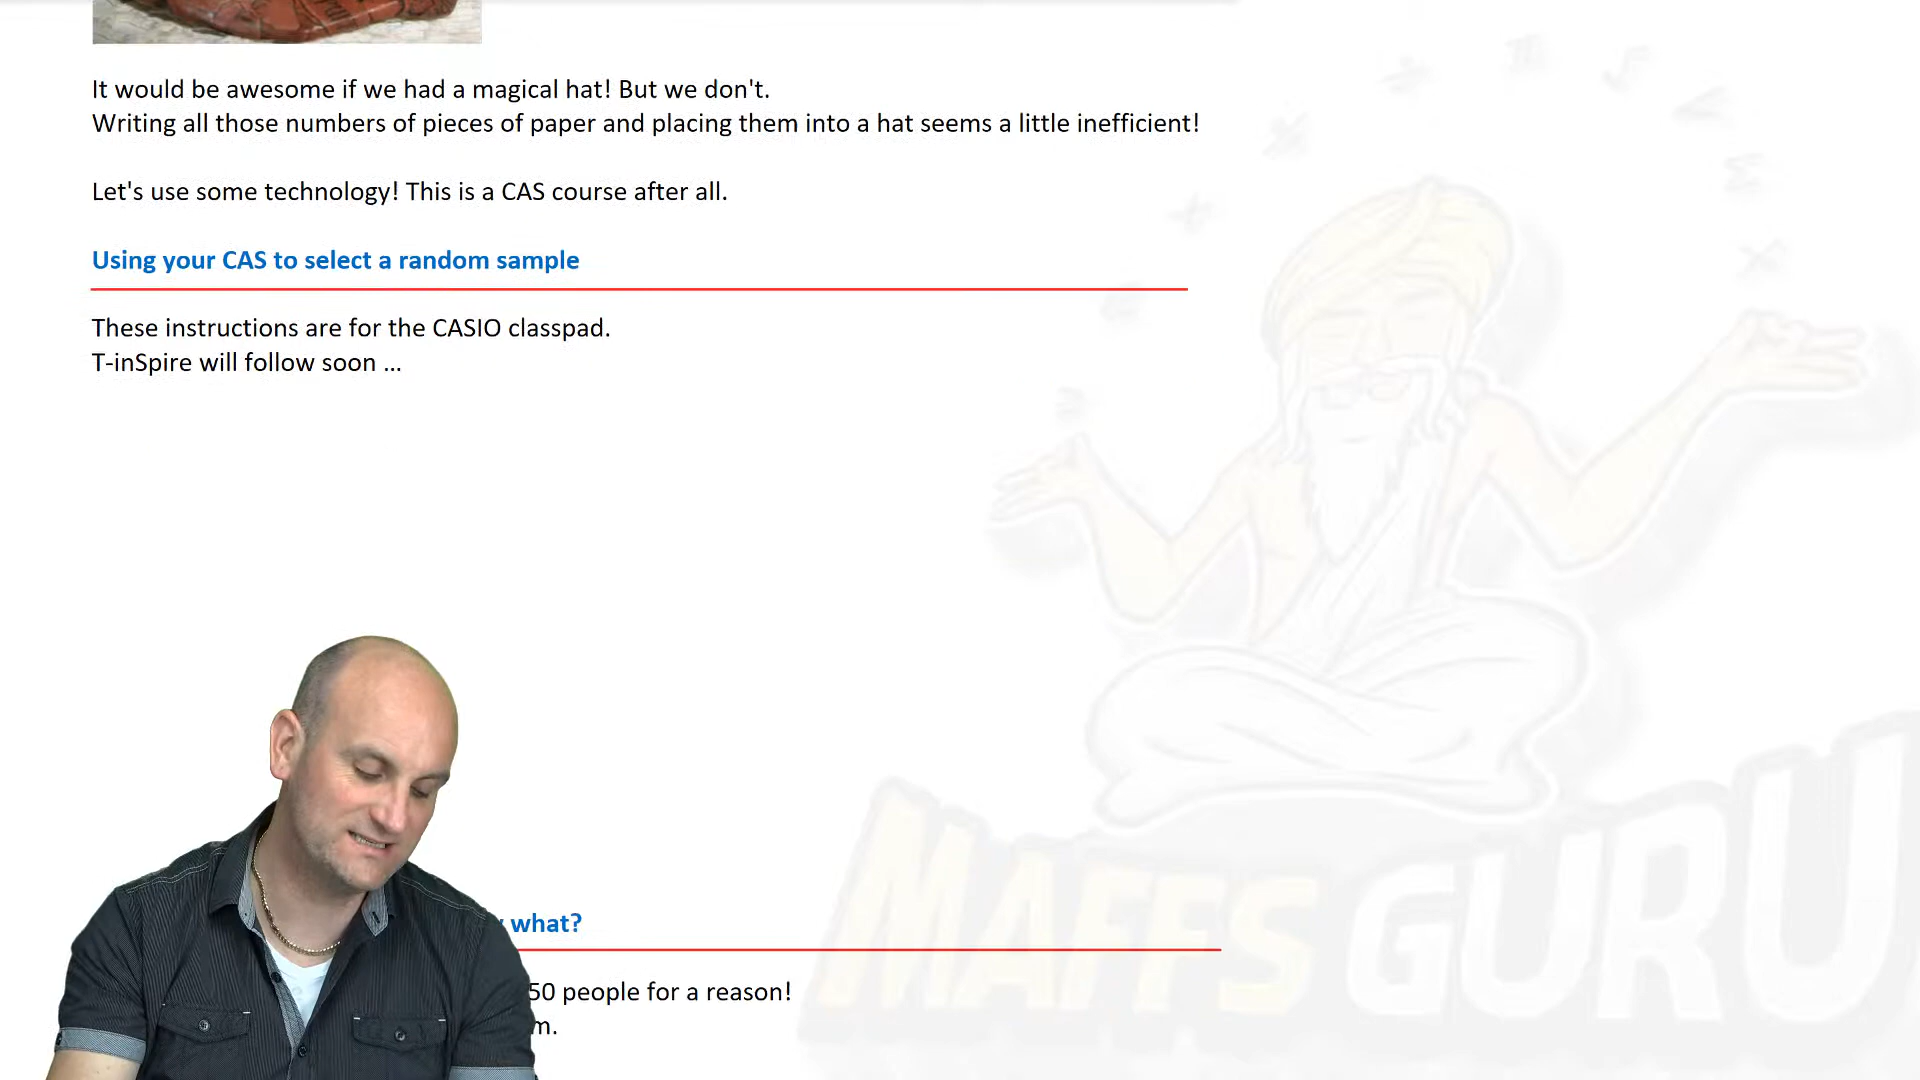 It would be awesome if we had a magical hat! But we don't.
Writing all those numbers of pieces of paper and placing them into a hat seems a little inefficient!
Let's use some technology! This is a CAS course after all.
Using your CAS to select a random sample
These instructions are for the CASIO classpad.
T-inSpire will follow soon ...
what?
50 people for a reason!
m.
MAFFS GURU